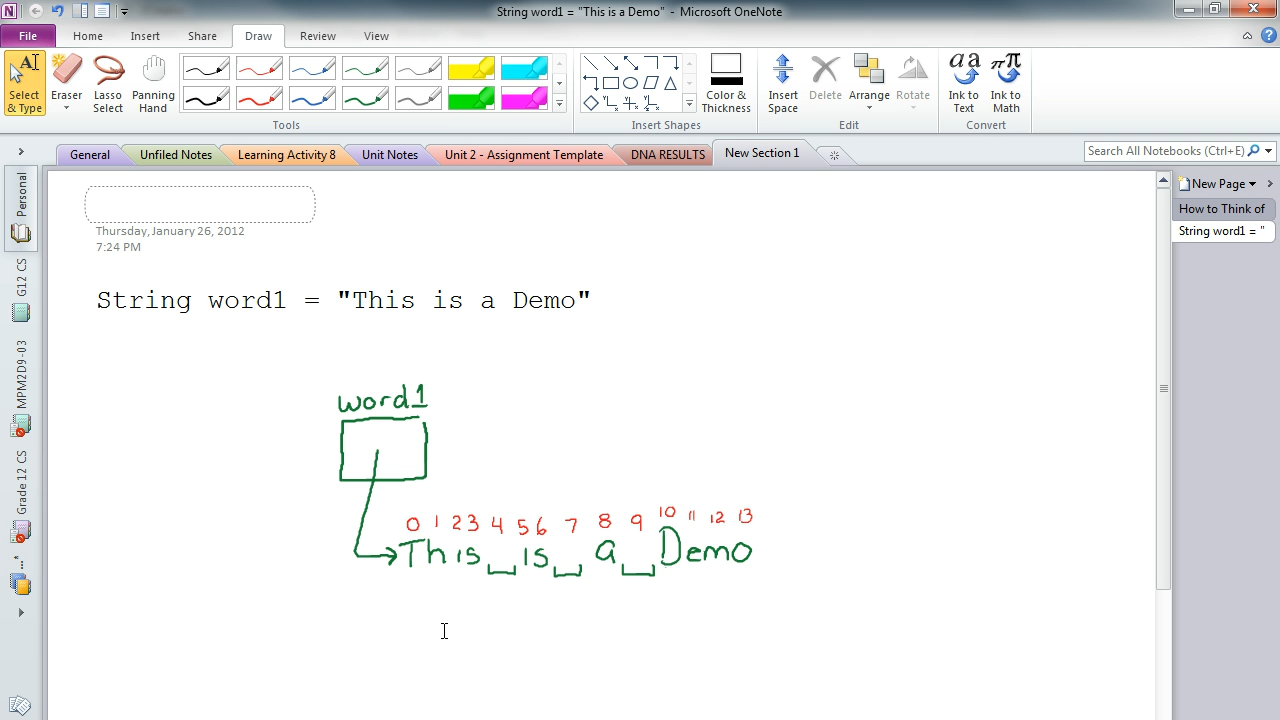 String word1 = "This is a Demo" - Microsoft OneNote
File Home Insert Share Draw Review View
Select & Type
Eraser
Lasso Select
Panning Hand
Color & Thickness
Insert Space
Delete
Arrange
Rotate
Ink to Text
Ink to Math
Tools
Insert Shapes
Edit
Convert
General Unfiled Notes Learning Activity 8 Unit Notes Unit 2 - Assignment Template DNA RESULTS New Section 1
Search All Notebooks (Ctrl+E)
Personal
G12 CS
MPM2D9-03
Grade 12 CS
New Page
How to Think of
String word1 = "
Thursday, January 26, 2012
7:24 PM
String word1 = "This is a Demo"
word1
0 1 2 3 4 5 6 7 8 9 10 11 12 13
This_is_a_Demo